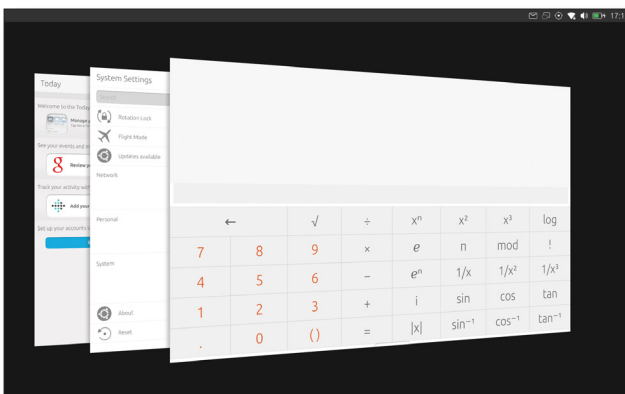 17:1
Today
Welcome to the Today
Manage
See your events and
8
Review y
Track your activity with
Add your
Set up your accounts
System Settings
Search
Rotation Lock
Flight Mode
Updates available
Network
Personal
System
About
Reset
← √ ÷ xⁿ x² x³ log
7 8 9 × e π mod !
4 5 6 − eⁿ 1/x 1/x² 1/x³
1 2 3 + i sin cos tan
. 0 () = |x| sin⁻¹ cos⁻¹ tan⁻¹